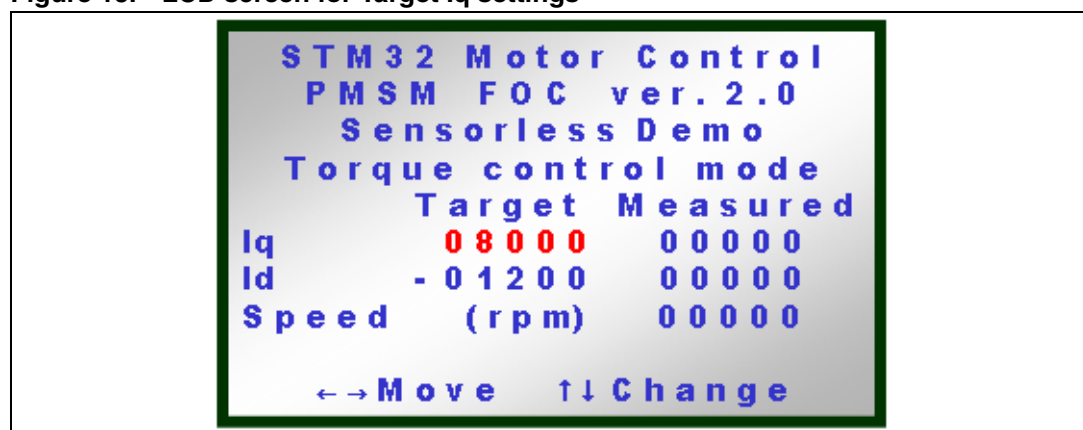 STM32 Motor Control
PMSM FOC ver.2.0
Sensorless Demo
Torque control mode
Target Measured
Iq 08000 00000
Id -01200 00000
Speed (rpm) 00000
←→Move ↑↓Change